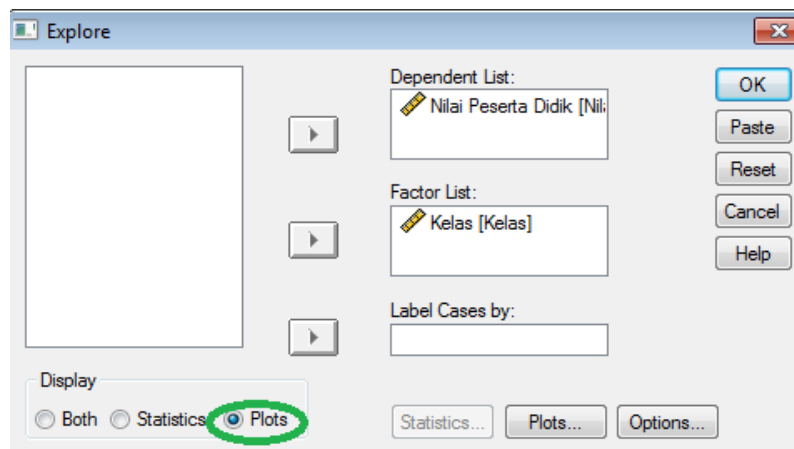 Explore
Dependent List:
Nilai Peserta Didik [Nil
OK
Paste
Reset
Cancel
Help
Factor List:
Kelas [Kelas]
Label Cases by:
Display
Both Statistics Plots
Statistics... Plots... Options...